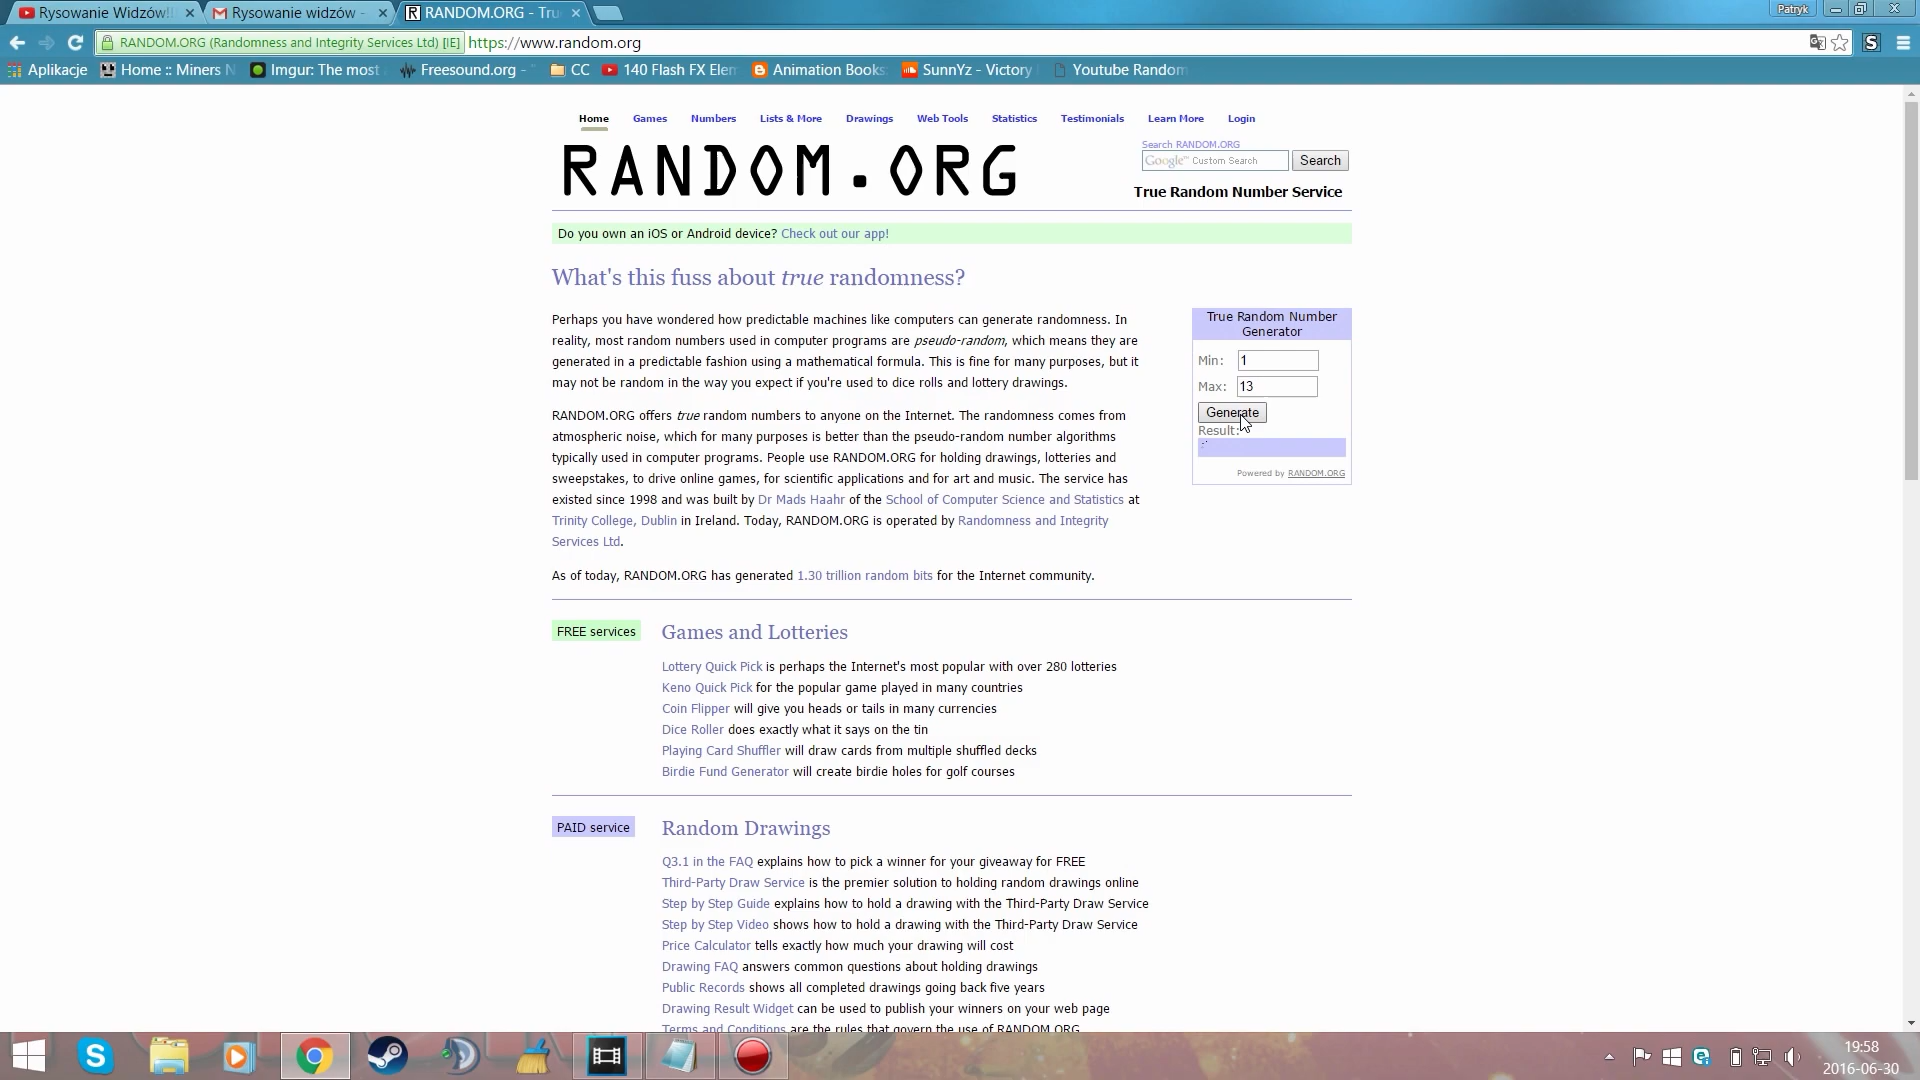 Rysowanie Widzów!
Rysowanie widzów -
RANDOM.ORG - Tru
Patryk
RANDOM.ORG (Randomness and Integrity Services Ltd) [IE]
https://www.random.org
Aplikacje
Home :: Miners N
Imgur: The most
Freesound.org -
CC
140 Flash FX Elem
Animation Books:
SunnYz - Victory
Youtube Random
Home
Games
Numbers
Lists & More
Drawings
Web Tools
Statistics
Testimonials
Learn More
Login
RANDOM.ORG
Search RANDOM.ORG
Google™ Custom Search
Search
True Random Number Service
Do you own an iOS or Android device? Check out our app!
What's this fuss about true randomness?
Perhaps you have wondered how predictable machines like computers can generate randomness. In
reality, most random numbers used in computer programs are pseudo-random, which means they are
generated in a predictable fashion using a mathematical formula. This is fine for many purposes, but it
may not be random in the way you expect if you're used to dice rolls and lottery drawings.
RANDOM.ORG offers true random numbers to anyone on the Internet. The randomness comes from
atmospheric noise, which for many purposes is better than the pseudo-random number algorithms
typically used in computer programs. People use RANDOM.ORG for holding drawings, lotteries and
sweepstakes, to drive online games, for scientific applications and for art and music. The service has
existed since 1998 and was built by Dr Mads Haahr of the School of Computer Science and Statistics at
Trinity College, Dublin in Ireland. Today, RANDOM.ORG is operated by Randomness and Integrity
Services Ltd.
As of today, RANDOM.ORG has generated 1.30 trillion random bits for the Internet community.
True Random Number
Generator
Min: 1
Max: 13
Generate
Result:
Powered by RANDOM.ORG
FREE services
Games and Lotteries
Lottery Quick Pick is perhaps the Internet's most popular with over 280 lotteries
Keno Quick Pick for the popular game played in many countries
Coin Flipper will give you heads or tails in many currencies
Dice Roller does exactly what it says on the tin
Playing Card Shuffler will draw cards from multiple shuffled decks
Birdie Fund Generator will create birdie holes for golf courses
PAID service
Random Drawings
Q3.1 in the FAQ explains how to pick a winner for your giveaway for FREE
Third-Party Draw Service is the premier solution to holding random drawings online
Step by Step Guide explains how to hold a drawing with the Third-Party Draw Service
Step by Step Video shows how to hold a drawing with the Third-Party Draw Service
Price Calculator tells exactly how much your drawing will cost
Drawing FAQ answers common questions about holding drawings
Public Records shows all completed drawings going back five years
Drawing Result Widget can be used to publish your winners on your web page
Terms and Conditions are the rules that govern the use of RANDOM.ORG
19:58
2016-06-30